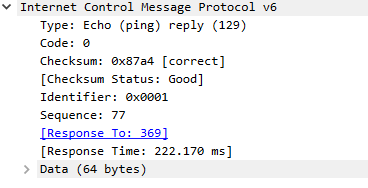 Internet Control Message Protocol v6
Type: Echo (ping) reply (129)
Code: 0
Checksum: 0x87a4 [correct]
[Checksum Status: Good]
Identifier: 0x0001
Sequence: 77
[Response To: 369]
[Response Time: 222.170 ms]
Data (64 bytes)